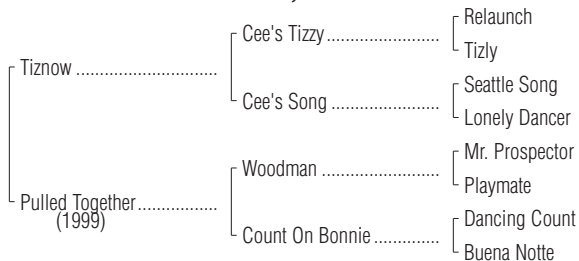 Relaunch
Cee's Tizzy..........................
Tizly
Tiznow ................................
Seattle Song
Cee's Song .........................
Lonely Dancer
Mr. Prospector
Woodman ...........................
Playmate
Pulled Together..................
(1999)
Dancing Count
Count On Bonnie...............
Buena Notte